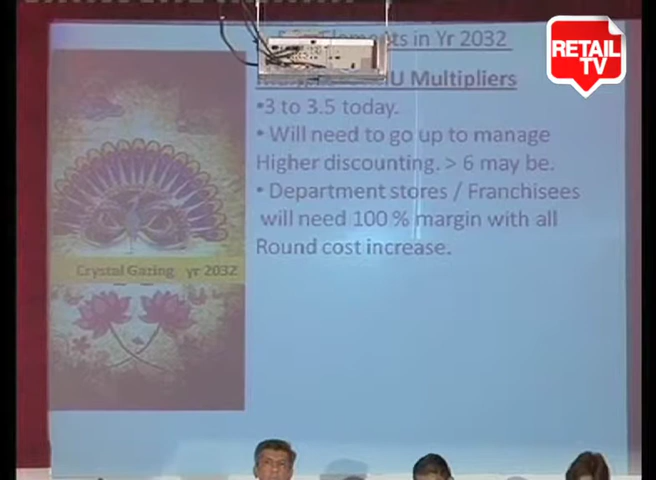 Elements in Yr 2032
RETAIL
TV
U Multipliers
•3 to 3.5 today.
• Will need to go up to manage
Higher discounting. > 6 may be.
• Department stores / Franchisees
will need 100 % margin with all
Round cost increase.
Crystal Gazing yr 2032